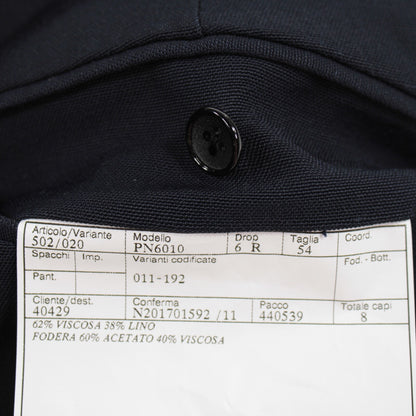 Articolo/Variante Modello Drop Taglia Coord.
502/020 PN6010 6 R 54
Spacchi Imp. Varianti codificate Fod. - Bott.
Pant. 011-192
Cliente/dest. Conferma Pacco Totale capi
40429 N201701592 /11 440539 8
62% VISCOSA 38% LINO
FODERA 60% ACETATO 40% VISCOSA